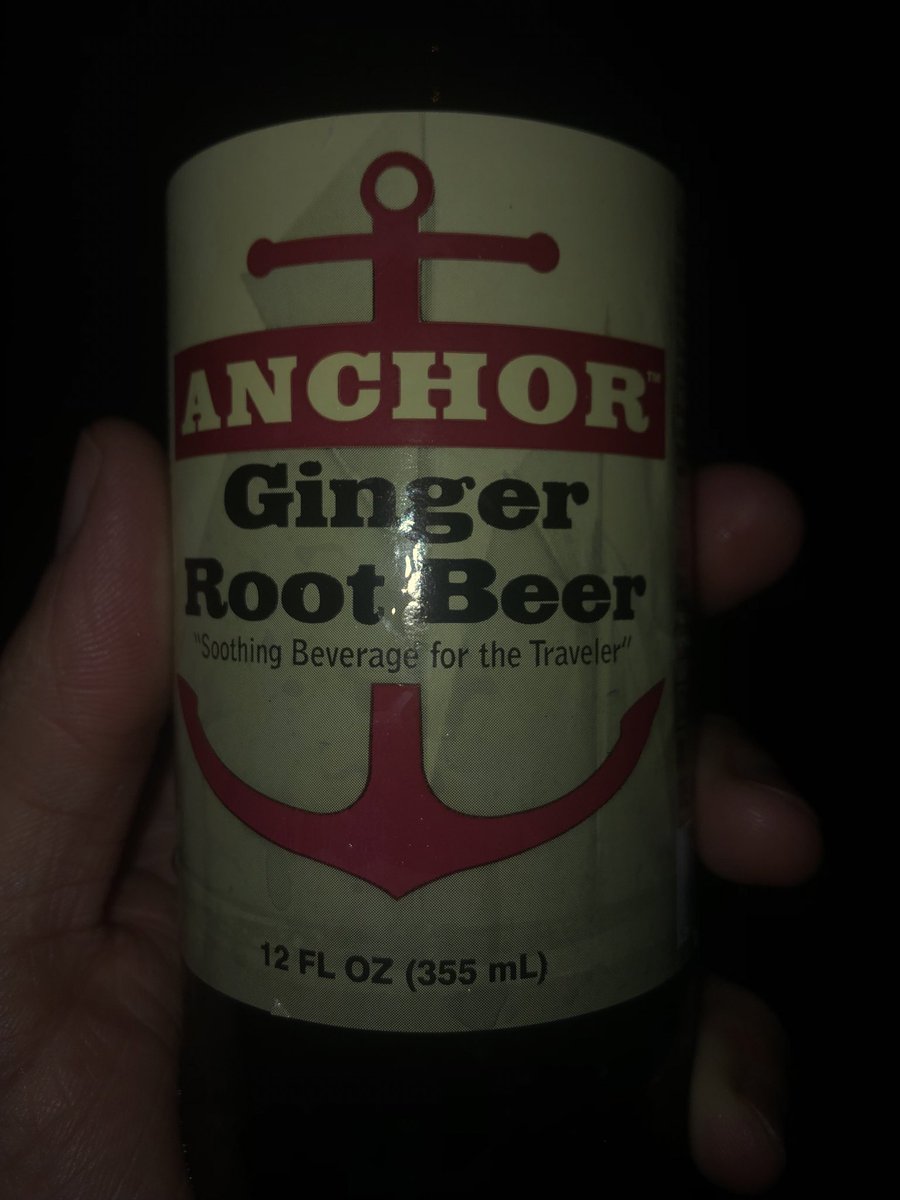 ANCHOR™
Ginger
Root Beer
"Soothing Beverage for the Traveler"
12 FL OZ (355 mL)